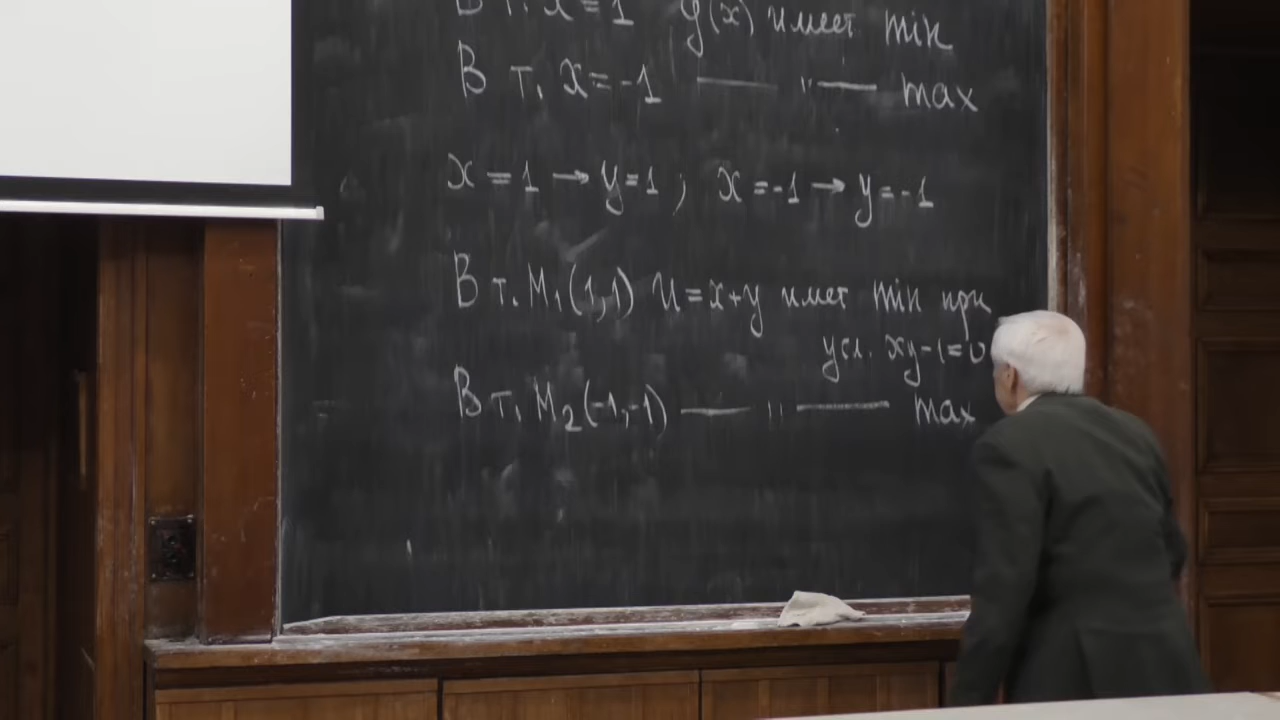 В т. x = 1 φ(x) имеет min
В т. x = -1 —— " —— max
x = 1 → y = 1 ; x = -1 → y = -1
В т. M₁(1,1) u = x+y имеет min при
усл. xy-1=0
В т. M₂(-1,-1) —— " —— max